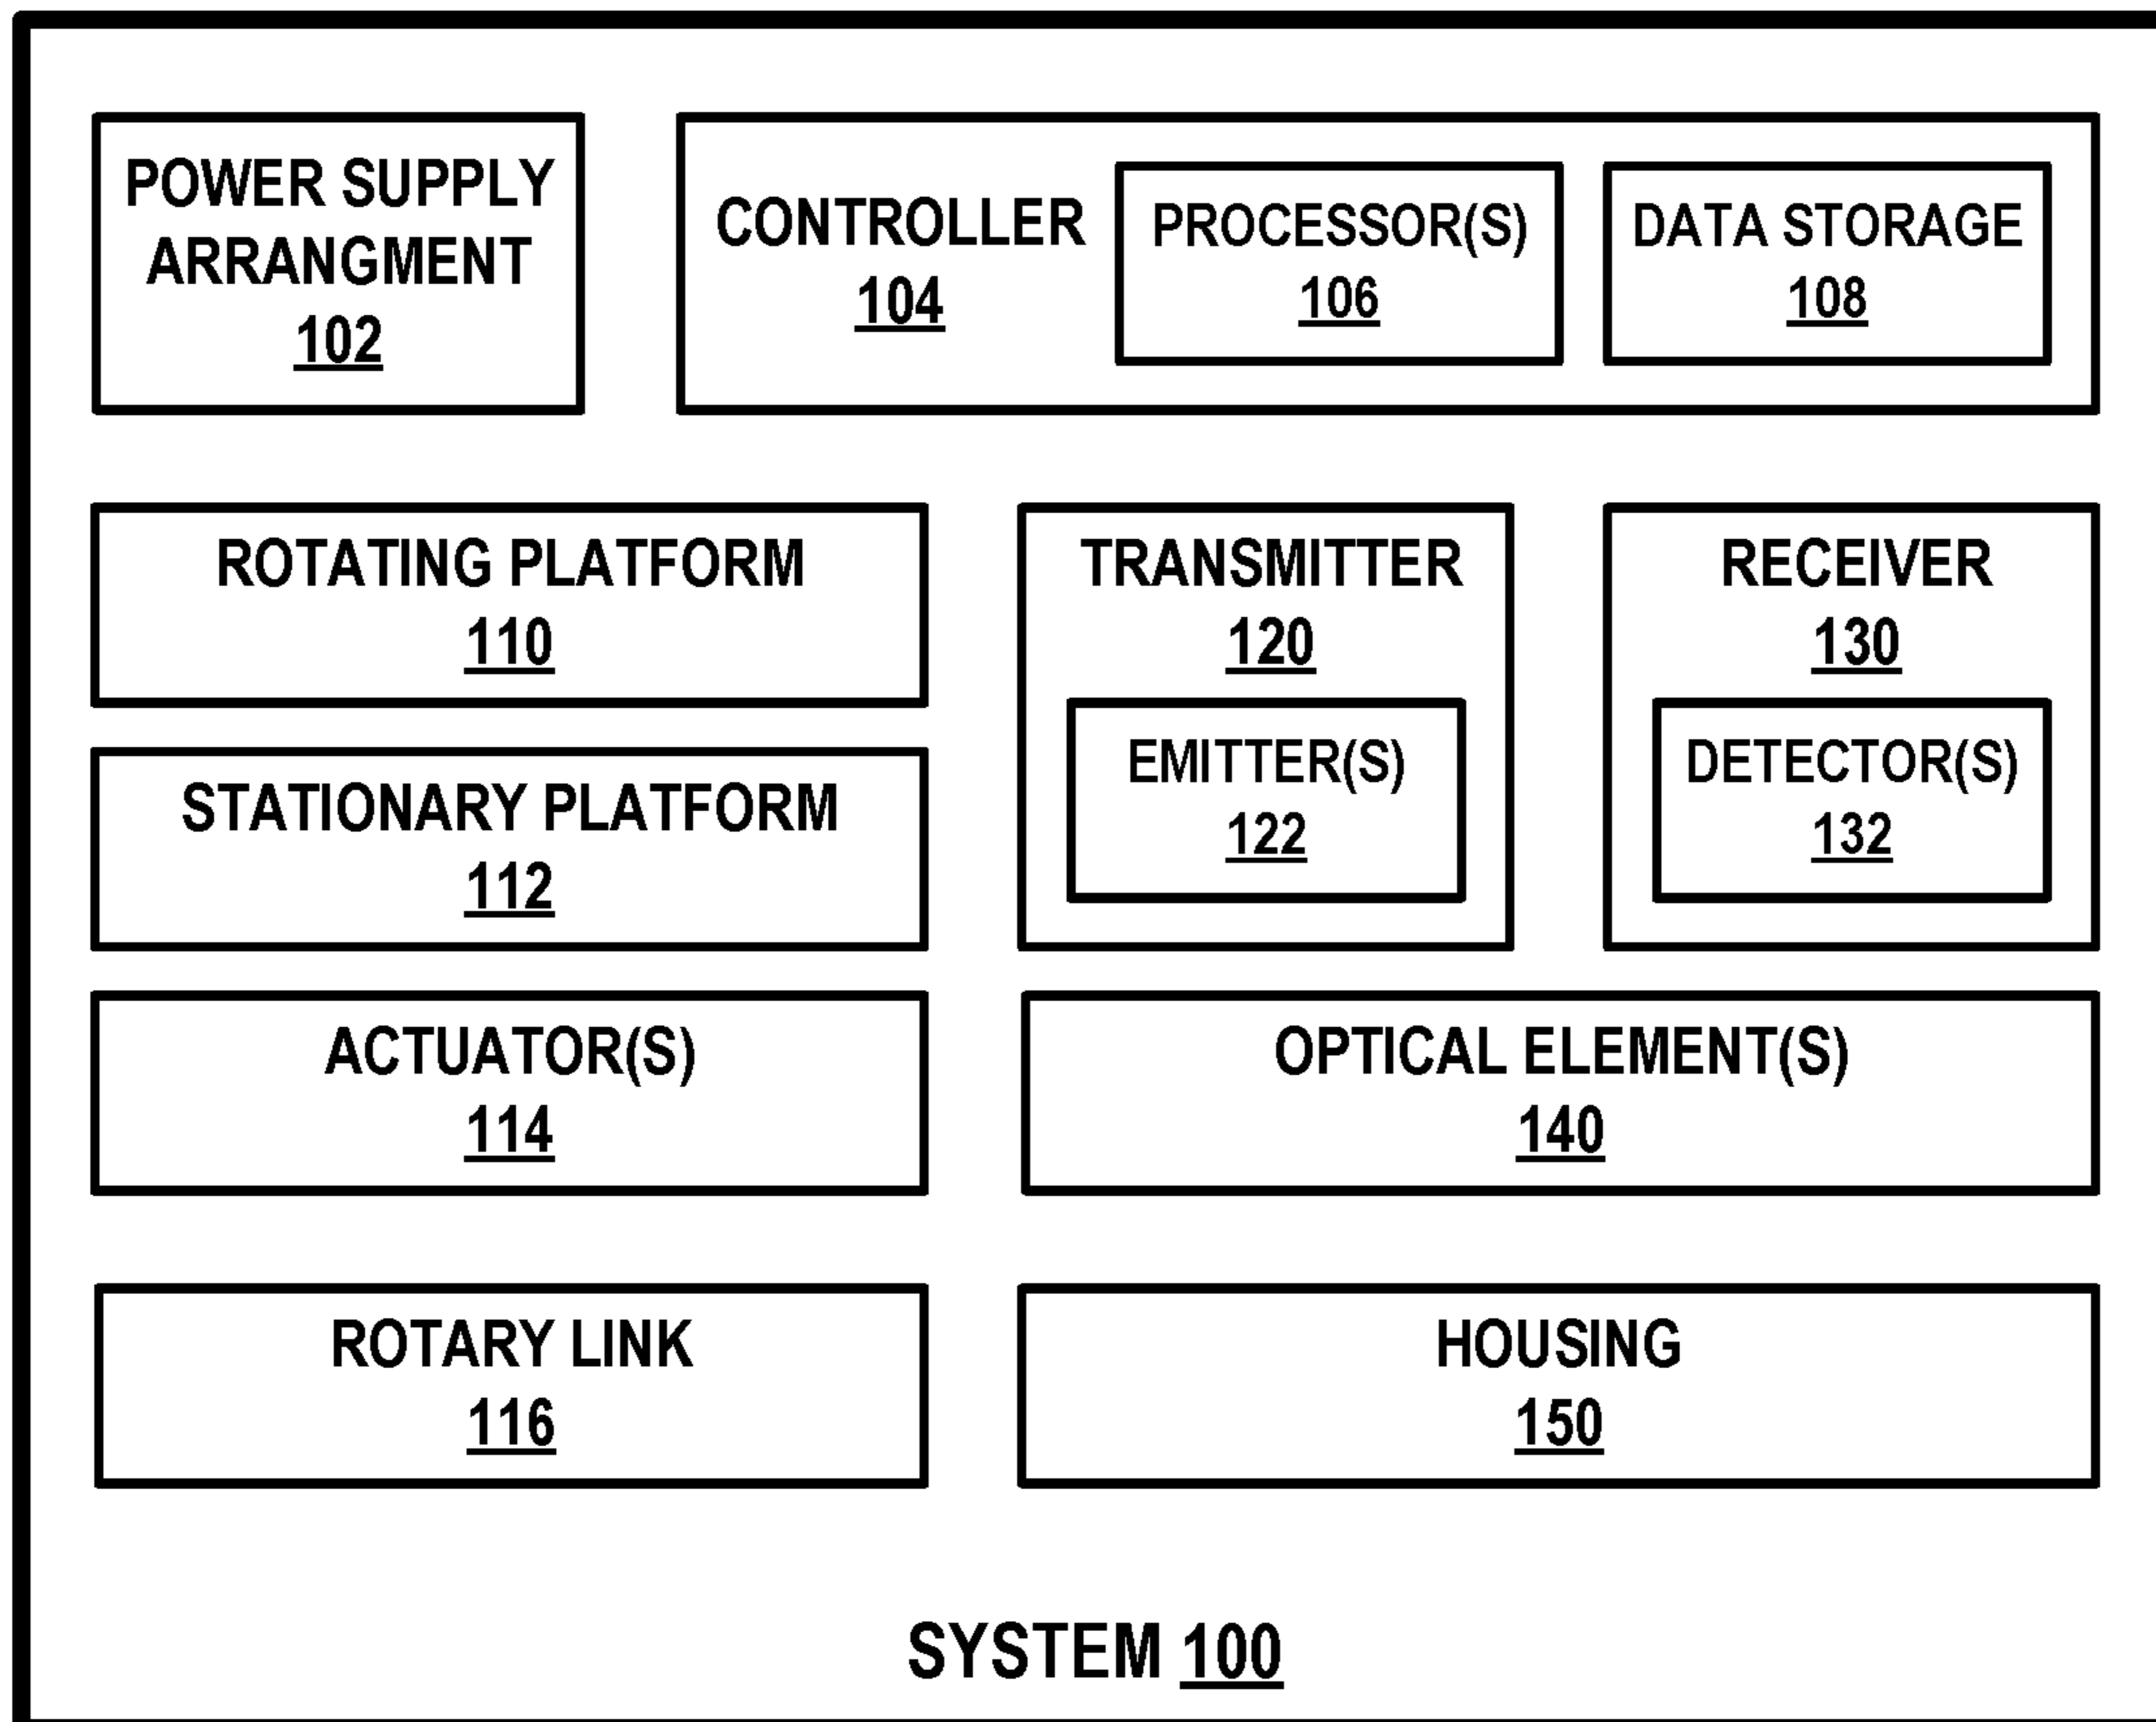 POWER SUPPLY
ARRANGMENT
102
CONTROLLER
104
PROCESSOR(S)
106
DATA STORAGE
108
ROTATING PLATFORM
110
STATIONARY PLATFORM
112
TRANSMITTER
120
EMITTER(S)
122
RECEIVER
130
DETECTOR(S)
132
ACTUATOR(S)
114
OPTICAL ELEMENT(S)
140
ROTARY LINK
116
HOUSING
150
SYSTEM 100